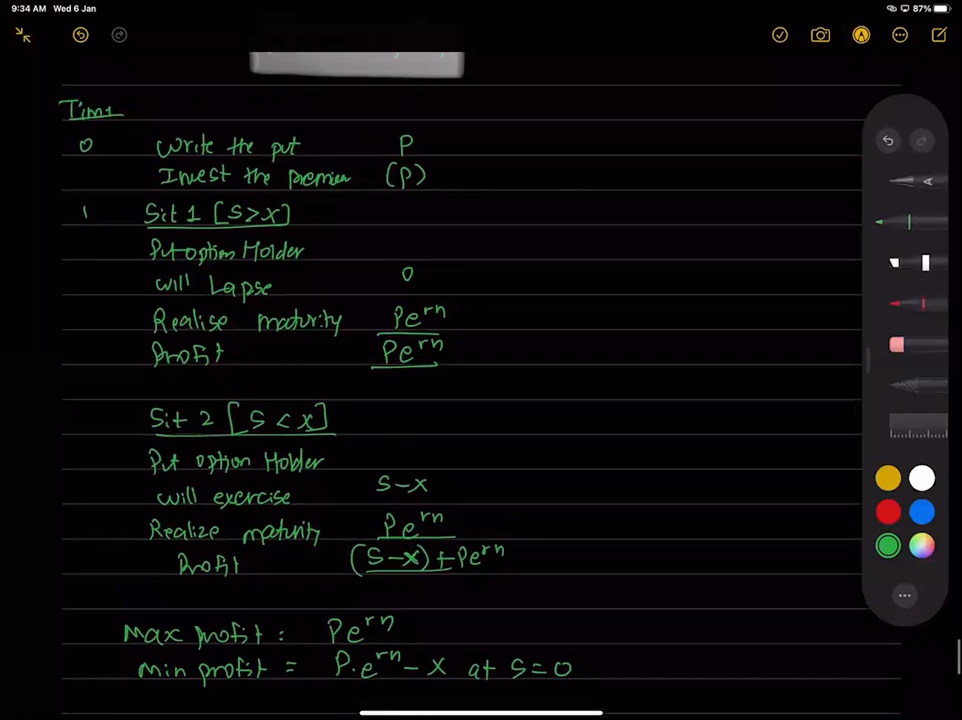 9:34 AM Wed 6 Jan 87%
Time
0 Write the put P
Invest the premium (P)
1 Sit 1 [S>X]
Put option Holder
will Lapse 0
Realise maturity Pe^rn
Profit Pe^rn
Sit 2 [S<X]
Put option Holder
will exercise S-X
Realize maturity Pe^rn
Profit (S-X)+Pe^rn
Max profit = Pe^rn
min profit = P.e^rn - X at S=0